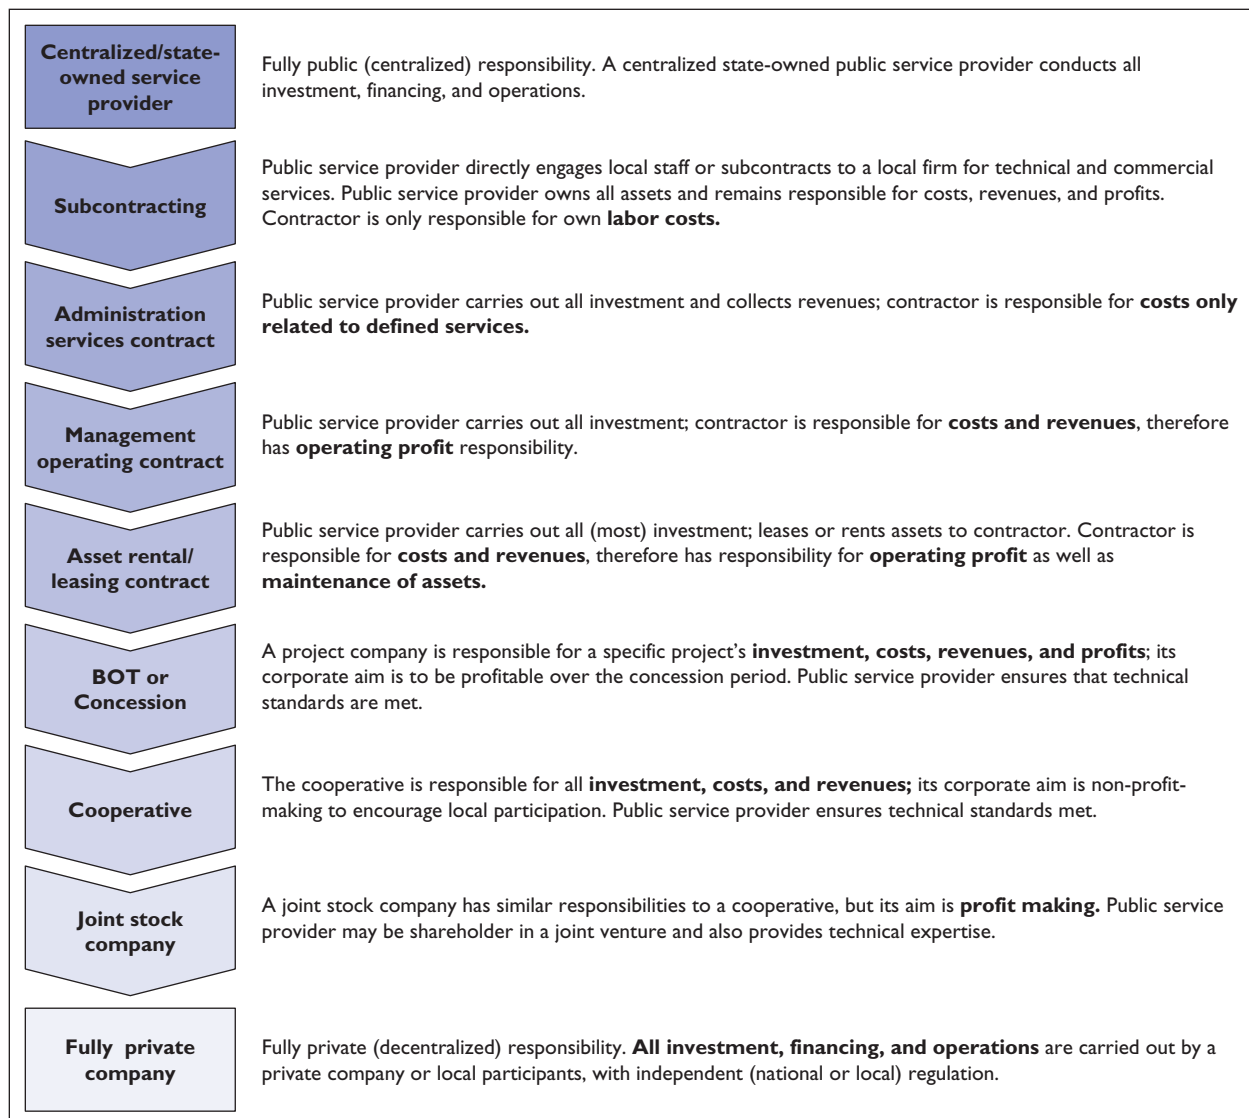 Centralized/state-
owned service
provider
Fully public (centralized) responsibility. A centralized state-owned public service provider conducts all
investment, financing, and operations.
Subcontracting
Public service provider directly engages local staff or subcontracts to a local firm for technical and commercial
services. Public service provider owns all assets and remains responsible for costs, revenues, and profits.
Contractor is only responsible for own labor costs.
Administration
services contract
Public service provider carries out all investment and collects revenues; contractor is responsible for costs only
related to defined services.
Management
operating contract
Public service provider carries out all investment; contractor is responsible for costs and revenues, therefore
has operating profit responsibility.
Asset rental/
leasing contract
Public service provider carries out all (most) investment; leases or rents assets to contractor. Contractor is
responsible for costs and revenues, therefore has responsibility for operating profit as well as
maintenance of assets.
BOT or
Concession
A project company is responsible for a specific project's investment, costs, revenues, and profits; its
corporate aim is to be profitable over the concession period. Public service provider ensures that technical
standards are met.
Cooperative
The cooperative is responsible for all investment, costs, and revenues; its corporate aim is non-profit-
making to encourage local participation. Public service provider ensures technical standards met.
Joint stock
company
A joint stock company has similar responsibilities to a cooperative, but its aim is profit making. Public service
provider may be shareholder in a joint venture and also provides technical expertise.
Fully private
company
Fully private (decentralized) responsibility. All investment, financing, and operations are carried out by a
private company or local participants, with independent (national or local) regulation.